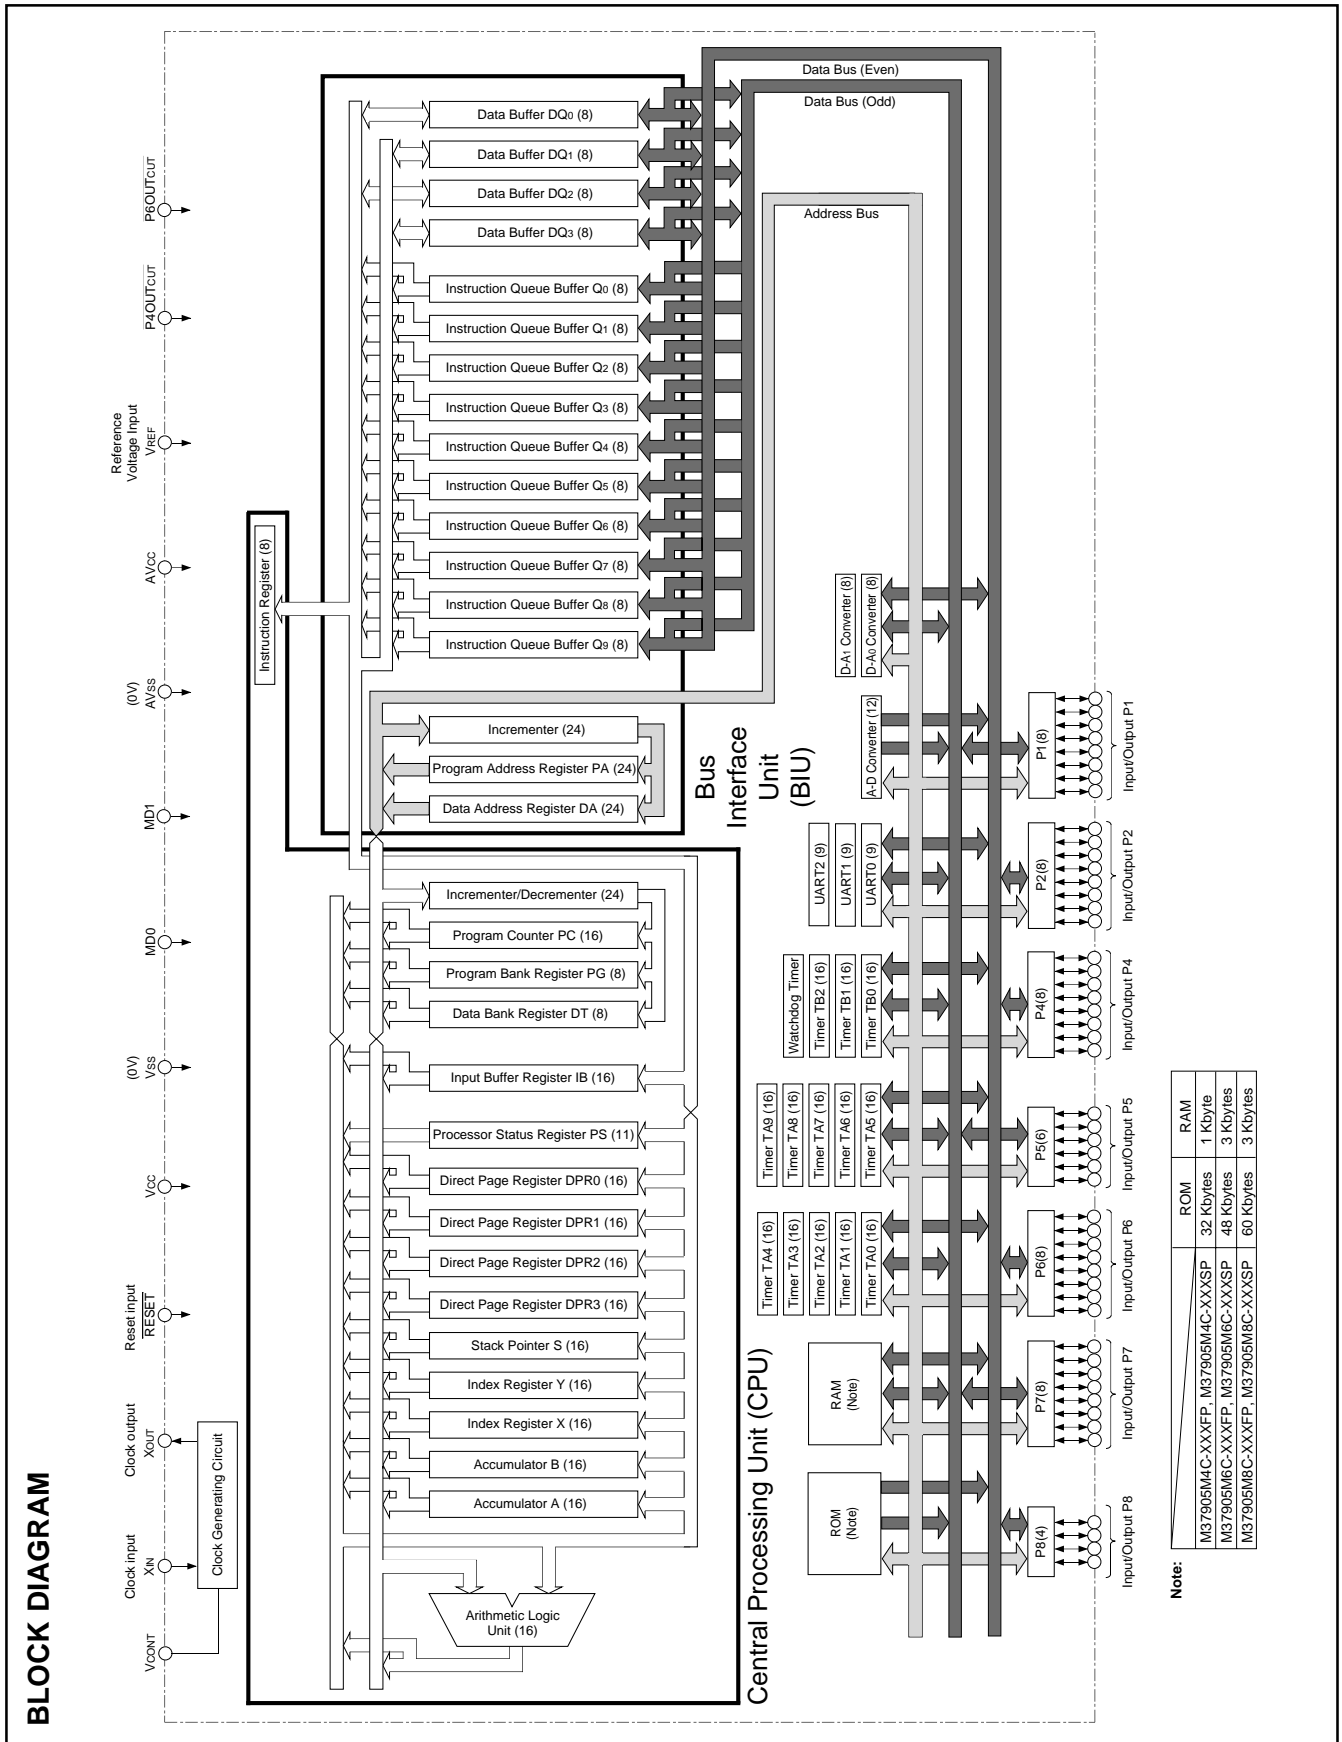 BLOCK DIAGRAM
VCONT
Clock input
XIN
Clock output
XOUT
Reset input
RESET
VCC
(0V)
VSS
MD0
MD1
(0V)
AVSS
AVCC
Reference
Voltage Input
VREF
P4OUTCUT
P6OUTCUT
Clock Generating Circuit
Instruction Register (8)
Data Buffer DQ0 (8)
Data Buffer DQ1 (8)
Data Buffer DQ2 (8)
Data Buffer DQ3 (8)
Instruction Queue Buffer Q0 (8)
Instruction Queue Buffer Q1 (8)
Instruction Queue Buffer Q2 (8)
Instruction Queue Buffer Q3 (8)
Instruction Queue Buffer Q4 (8)
Instruction Queue Buffer Q5 (8)
Instruction Queue Buffer Q6 (8)
Instruction Queue Buffer Q7 (8)
Instruction Queue Buffer Q8 (8)
Instruction Queue Buffer Q9 (8)
Incrementer (24)
Program Address Register PA (24)
Data Address Register DA (24)
Bus
Interface
Unit
(BIU)
Incrementer/Decrementer (24)
Program Counter PC (16)
Program Bank Register PG (8)
Data Bank Register DT (8)
Input Buffer Register IB (16)
Processor Status Register PS (11)
Direct Page Register DPR0 (16)
Direct Page Register DPR1 (16)
Direct Page Register DPR2 (16)
Direct Page Register DPR3 (16)
Stack Pointer S (16)
Index Register Y (16)
Index Register X (16)
Accumulator B (16)
Accumulator A (16)
Arithmetic Logic
Unit (16)
Central Processing Unit (CPU)
Data Bus (Even)
Data Bus (Odd)
Address Bus
ROM
(Note)
RAM
(Note)
Timer TA4 (16)
Timer TA3 (16)
Timer TA2 (16)
Timer TA1 (16)
Timer TA0 (16)
Timer TA9 (16)
Timer TA8 (16)
Timer TA7 (16)
Timer TA6 (16)
Timer TA5 (16)
Watchdog Timer
Timer TB2 (16)
Timer TB1 (16)
Timer TB0 (16)
UART2 (9)
UART1 (9)
UART0 (9)
A-D Converter (12)
D-A1 Converter (8)
D-A0 Converter (8)
P8(4)
P7(8)
P6(8)
P5(6)
P4(8)
P2(8)
P1(8)
Input/Output P8
Input/Output P7
Input/Output P6
Input/Output P5
Input/Output P4
Input/Output P2
Input/Output P1
Note:
ROM RAM
M37905M4C-XXXFP, M37905M4C-XXXSP 32 Kbytes 1 Kbyte
M37905M6C-XXXFP, M37905M6C-XXXSP 48 Kbytes 3 Kbytes
M37905M8C-XXXFP, M37905M8C-XXXSP 60 Kbytes 3 Kbytes